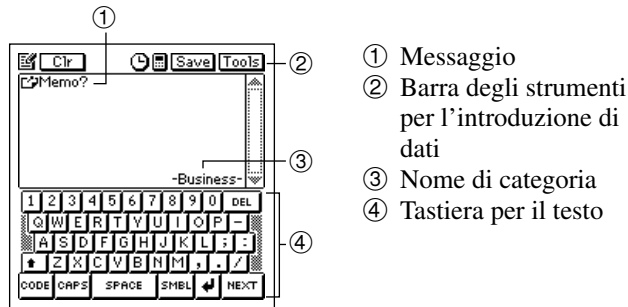 ①
Clr Save Tools
②
Memo?
③
-Business-
1 2 3 4 5 6 7 8 9 0 DEL
Q W E R T Y U I O P -
④
A S D F G H J K L ; :
Z X C V B N M , . /
CODE CAPS SPACE SMBL NEXT
① Messaggio
② Barra degli strumenti
per l'introduzione di
dati
③ Nome di categoria
④ Tastiera per il testo